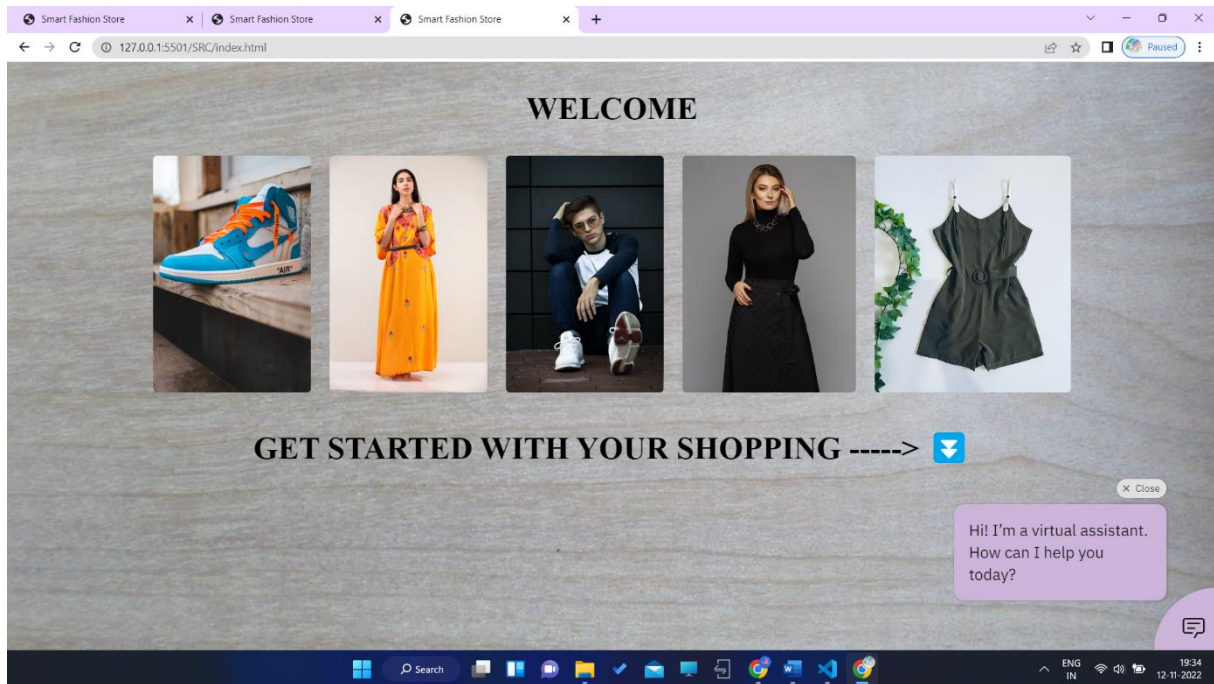 Smart Fashion Store
Smart Fashion Store
Smart Fashion Store
127.0.0.1:5501/SRC/index.html
Paused
WELCOME
"AIR"
GET STARTED WITH YOUR SHOPPING ----->
× Close
Hi! I'm a virtual assistant.
How can I help you
today?
Search
ENG
IN
19:34
12-11-2022